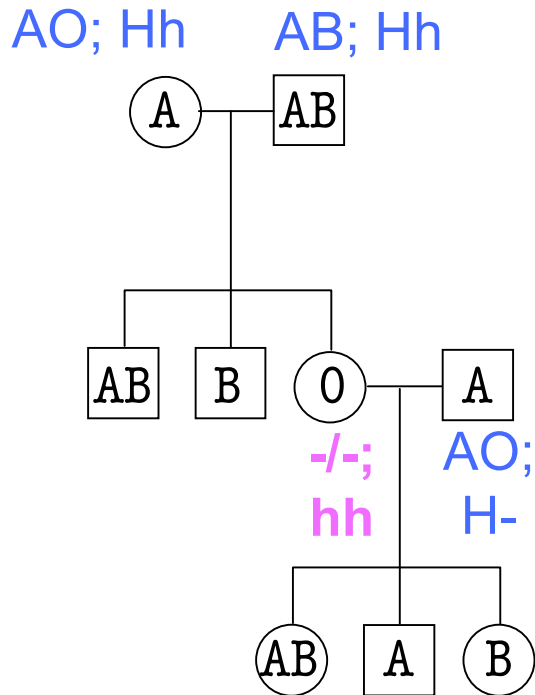 AO; Hh AB; Hh
A AB
AB B O A
-/-; AO;
hh H-
AB A B